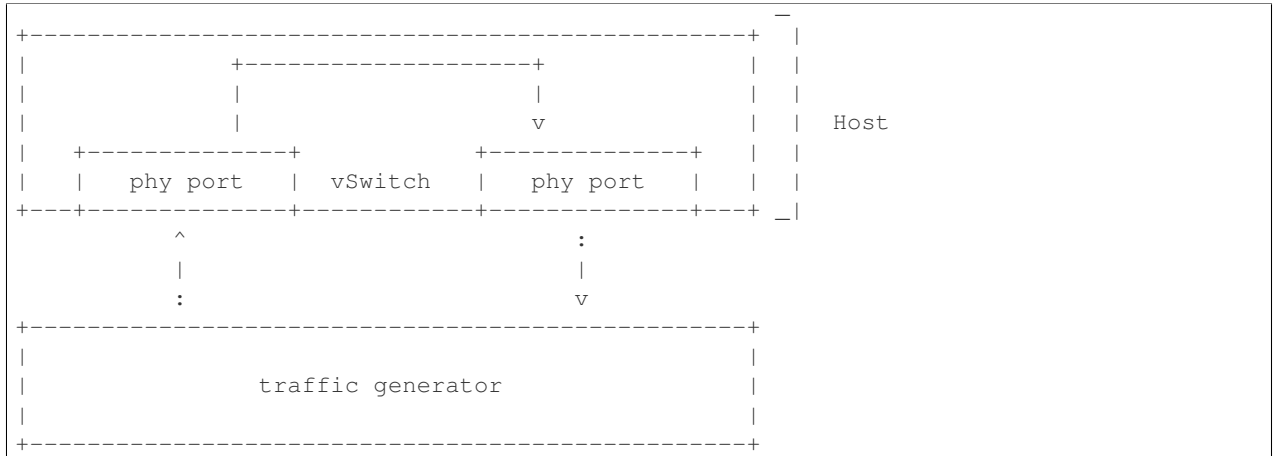 _
+--------------------------------------------------+  |
|              +--------------------+              |  |
|              |                    |              |  |
|              |                    v              |  |  Host
|   +--------------+            +--------------+   |  |
|   |   phy port   |  vSwitch   |   phy port   |   |  |
+---+--------------+------------+--------------+---+ _|
           ^                           :
           |                           |
           :                           v
+--------------------------------------------------+
|                                                  |
|                traffic generator                 |
|                                                  |
+--------------------------------------------------+